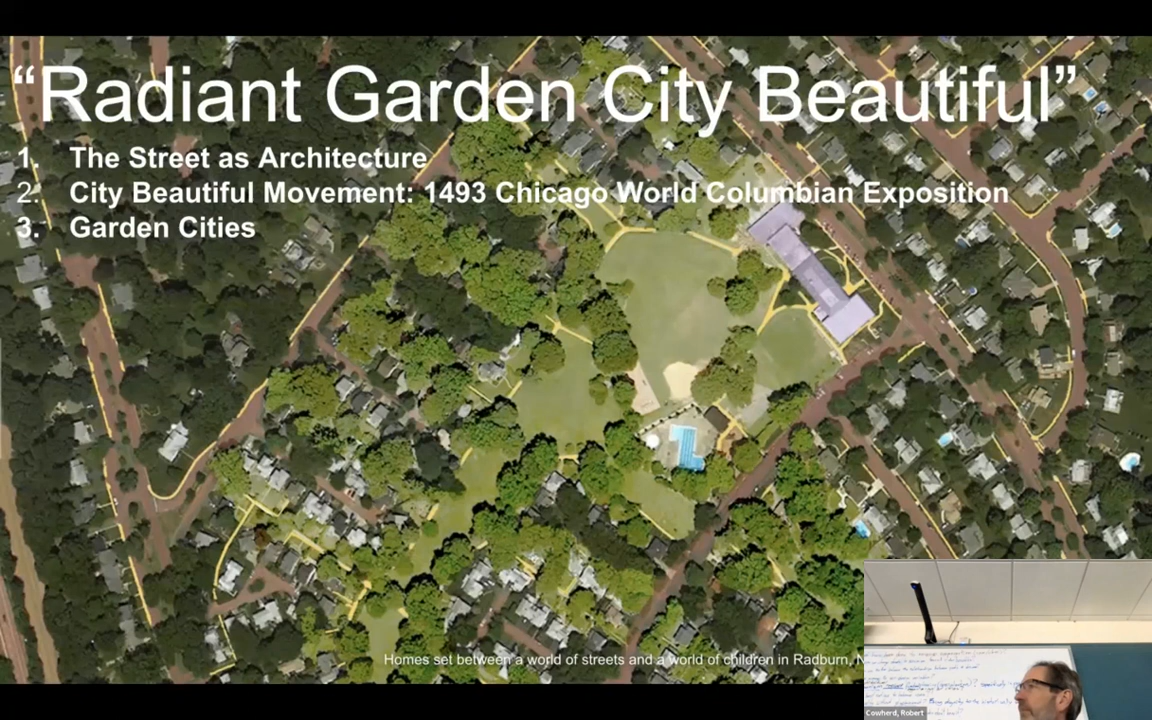 “Radiant Garden City Beautiful”
1. The Street as Architecture
2. City Beautiful Movement: 1493 Chicago World Columbian Exposition
3. Garden Cities
Homes set between a world of streets and a world of children in Radburn, N
Cowherd, Robert